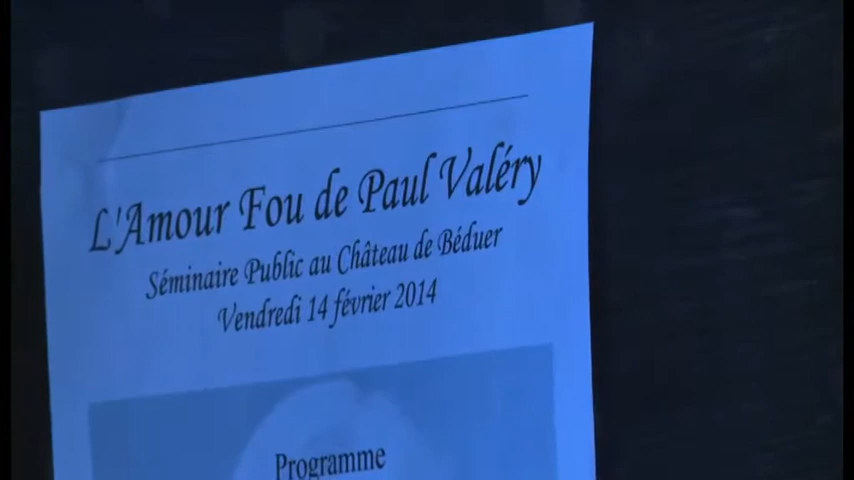 L'Amour Fou de Paul Valéry
Séminaire Public au Château de Béduer
Vendredi 14 février 2014
Programme